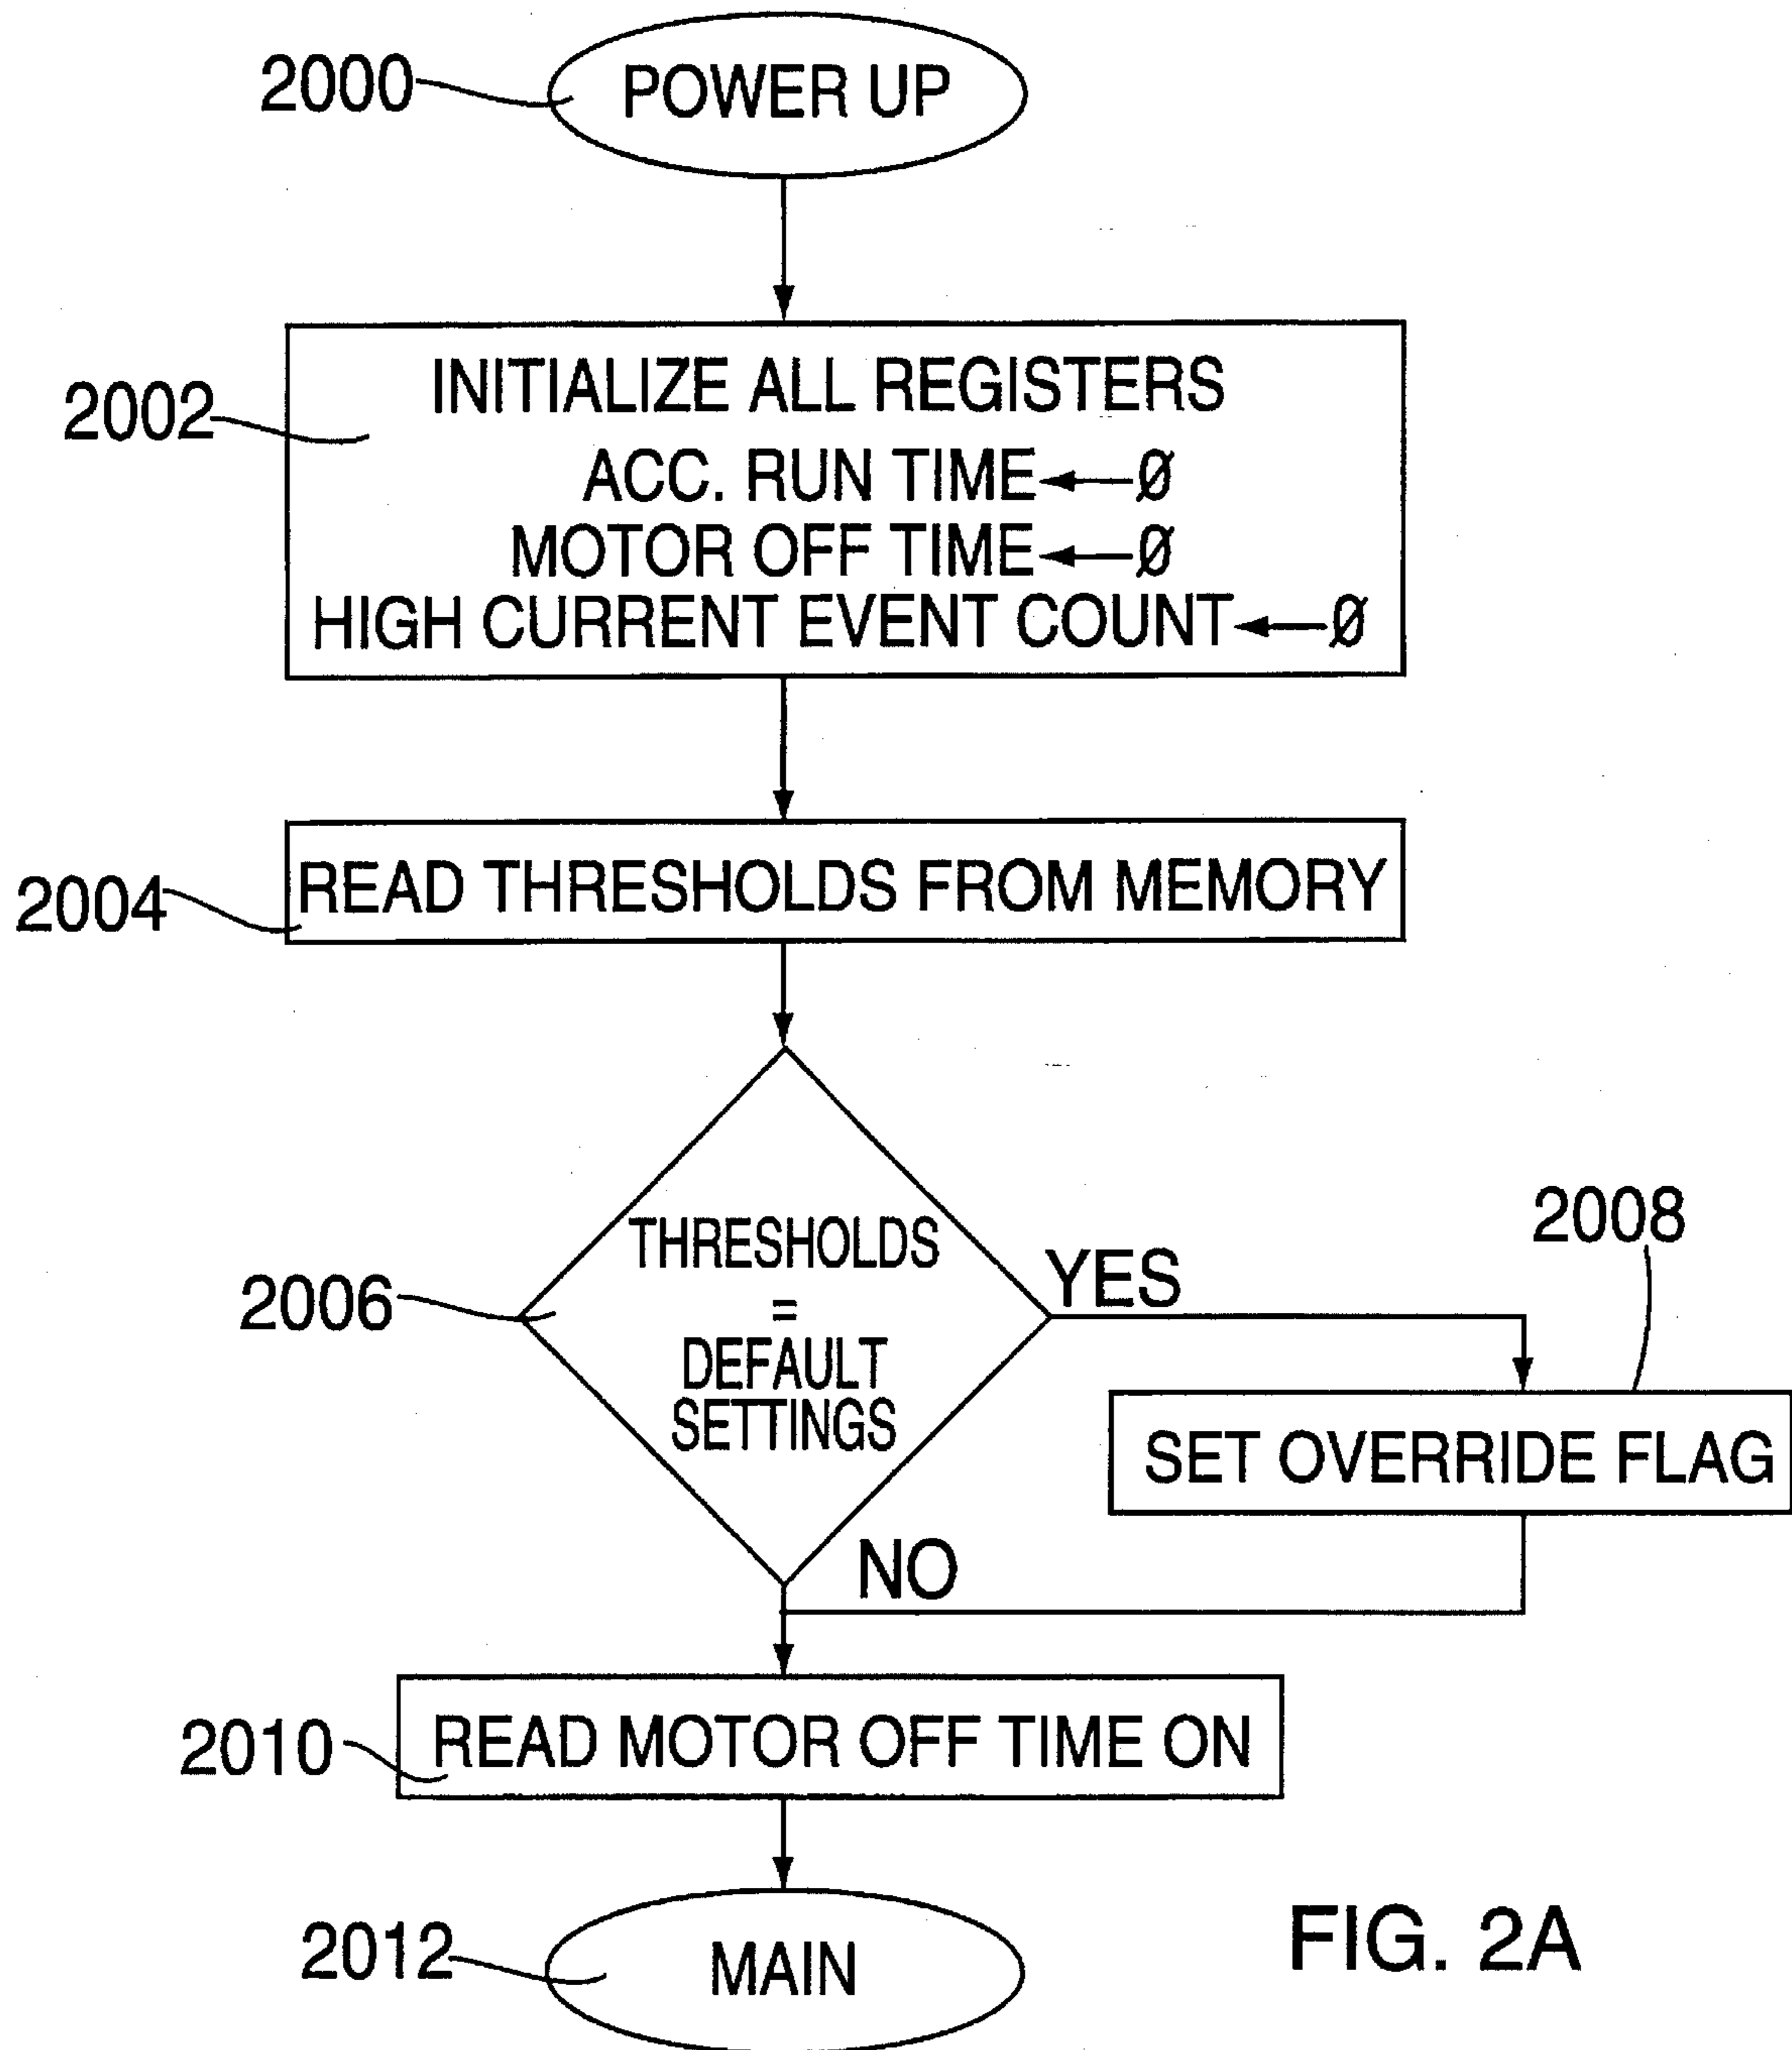 2000
POWER UP
2002
INITIALIZE ALL REGISTERS
ACC. RUN TIME←Ø
MOTOR OFF TIME←Ø
HIGH CURRENT EVENT COUNT←Ø
2004
READ THRESHOLDS FROM MEMORY
2006
THRESHOLDS
=
DEFAULT
SETTINGS
YES
2008
SET OVERRIDE FLAG
NO
2010
READ MOTOR OFF TIME ON
2012
MAIN
FIG. 2A